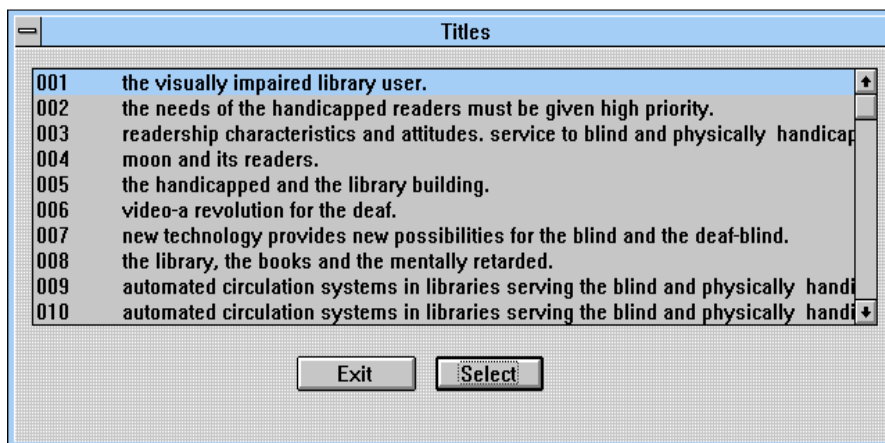 Titles
001 the visually impaired library user.
002 the needs of the handicapped readers must be given high priority.
003 readership characteristics and attitudes. service to blind and physically handicap
004 moon and its readers.
005 the handicapped and the library building.
006 video-a revolution for the deaf.
007 new technology provides new possibilities for the blind and the deaf-blind.
008 the library, the books and the mentally retarded.
009 automated circulation systems in libraries serving the blind and physically handi
010 automated circulation systems in libraries serving the blind and physically handi
Exit Select